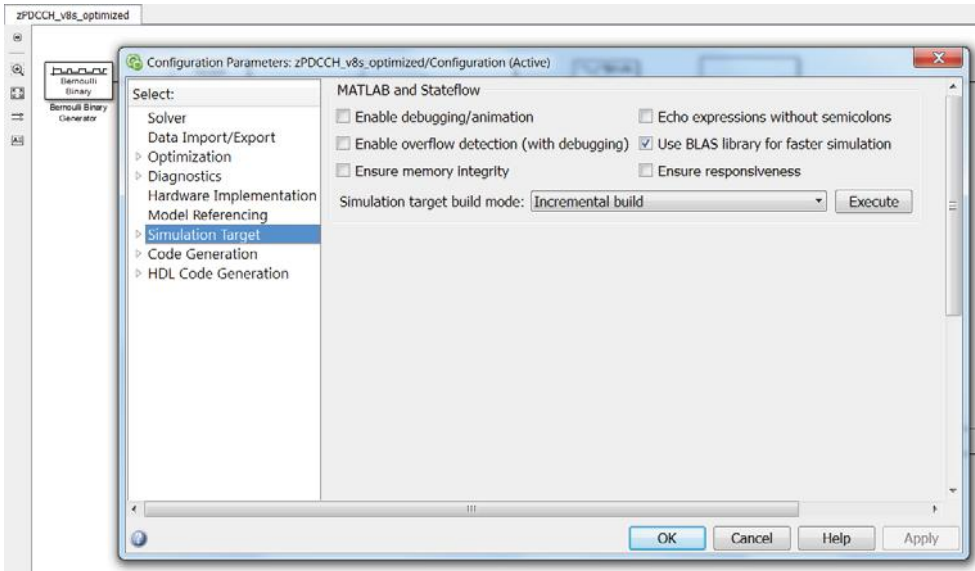 zPDCCH_v8s_optimized
Configuration Parameters: zPDCCH_v8s_optimized/Configuration (Active)
Bernoulli
Binary
Bernoulli Binary
Generator
Select:
Solver
Data Import/Export
Optimization
Diagnostics
Hardware Implementation
Model Referencing
Simulation Target
Code Generation
HDL Code Generation
MATLAB and Stateflow
Enable debugging/animation
Echo expressions without semicolons
Enable overflow detection (with debugging)
Use BLAS library for faster simulation
Ensure memory integrity
Ensure responsiveness
Simulation target build mode: Incremental build Execute
OK Cancel Help Apply